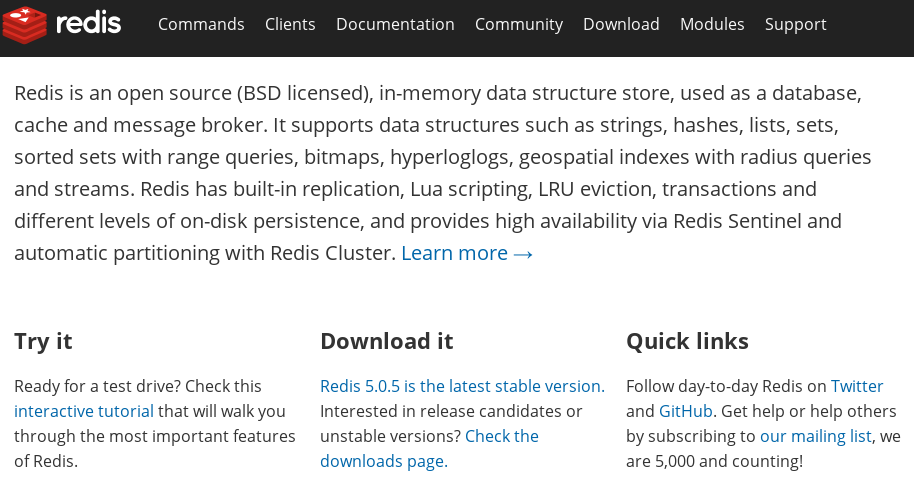 redis Commands Clients Documentation Community Download Modules Support
Redis is an open source (BSD licensed), in-memory data structure store, used as a database,
cache and message broker. It supports data structures such as strings, hashes, lists, sets,
sorted sets with range queries, bitmaps, hyperloglogs, geospatial indexes with radius queries
and streams. Redis has built-in replication, Lua scripting, LRU eviction, transactions and
different levels of on-disk persistence, and provides high availability via Redis Sentinel and
automatic partitioning with Redis Cluster. Learn more →
Try it
Ready for a test drive? Check this
interactive tutorial that will walk you
through the most important features
of Redis.
Download it
Redis 5.0.5 is the latest stable version.
Interested in release candidates or
unstable versions? Check the
downloads page.
Quick links
Follow day-to-day Redis on Twitter
and GitHub. Get help or help others
by subscribing to our mailing list, we
are 5,000 and counting!